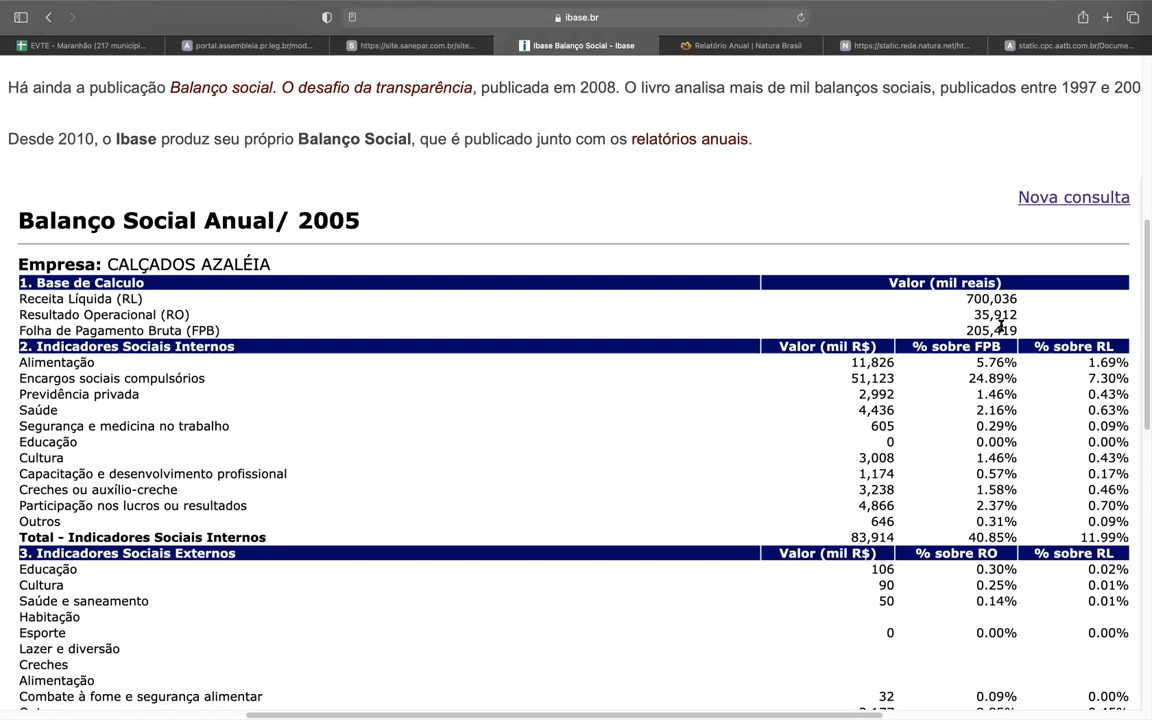 ibase.br
EVTE - Maranhão (217 municípi...
portal.assembleia.pr.leg.br/mod...
https://site.sanepar.com.br/site...
Ibase Balanço Social - Ibase
Relatório Anual | Natura Brasil
https://static.rede.natura.net/ht...
static.cpc.aatb.com.br/Docume...
Há ainda a publicação Balanço social. O desafio da transparência, publicada em 2008. O livro analisa mais de mil balanços sociais, publicados entre 1997 e 200
Desde 2010, o Ibase produz seu próprio Balanço Social, que é publicado junto com os relatórios anuais.
Nova consulta
Balanço Social Anual/ 2005
Empresa: CALÇADOS AZALÉIA
1. Base de Calculo Valor (mil reais)
Receita Líquida (RL) 700,036
Resultado Operacional (RO) 35,912
Folha de Pagamento Bruta (FPB) 205,419
2. Indicadores Sociais Internos Valor (mil R$) % sobre FPB % sobre RL
Alimentação 11,826 5.76% 1.69%
Encargos sociais compulsórios 51,123 24.89% 7.30%
Previdência privada 2,992 1.46% 0.43%
Saúde 4,436 2.16% 0.63%
Segurança e medicina no trabalho 605 0.29% 0.09%
Educação 0 0.00% 0.00%
Cultura 3,008 1.46% 0.43%
Capacitação e desenvolvimento profissional 1,174 0.57% 0.17%
Creches ou auxílio-creche 3,238 1.58% 0.46%
Participação nos lucros ou resultados 4,866 2.37% 0.70%
Outros 646 0.31% 0.09%
Total - Indicadores Sociais Internos 83,914 40.85% 11.99%
3. Indicadores Sociais Externos Valor (mil R$) % sobre RO % sobre RL
Educação 106 0.30% 0.02%
Cultura 90 0.25% 0.01%
Saúde e saneamento 50 0.14% 0.01%
Habitação
Esporte 0 0.00% 0.00%
Lazer e diversão
Creches
Alimentação
Combate à fome e segurança alimentar 32 0.09% 0.00%